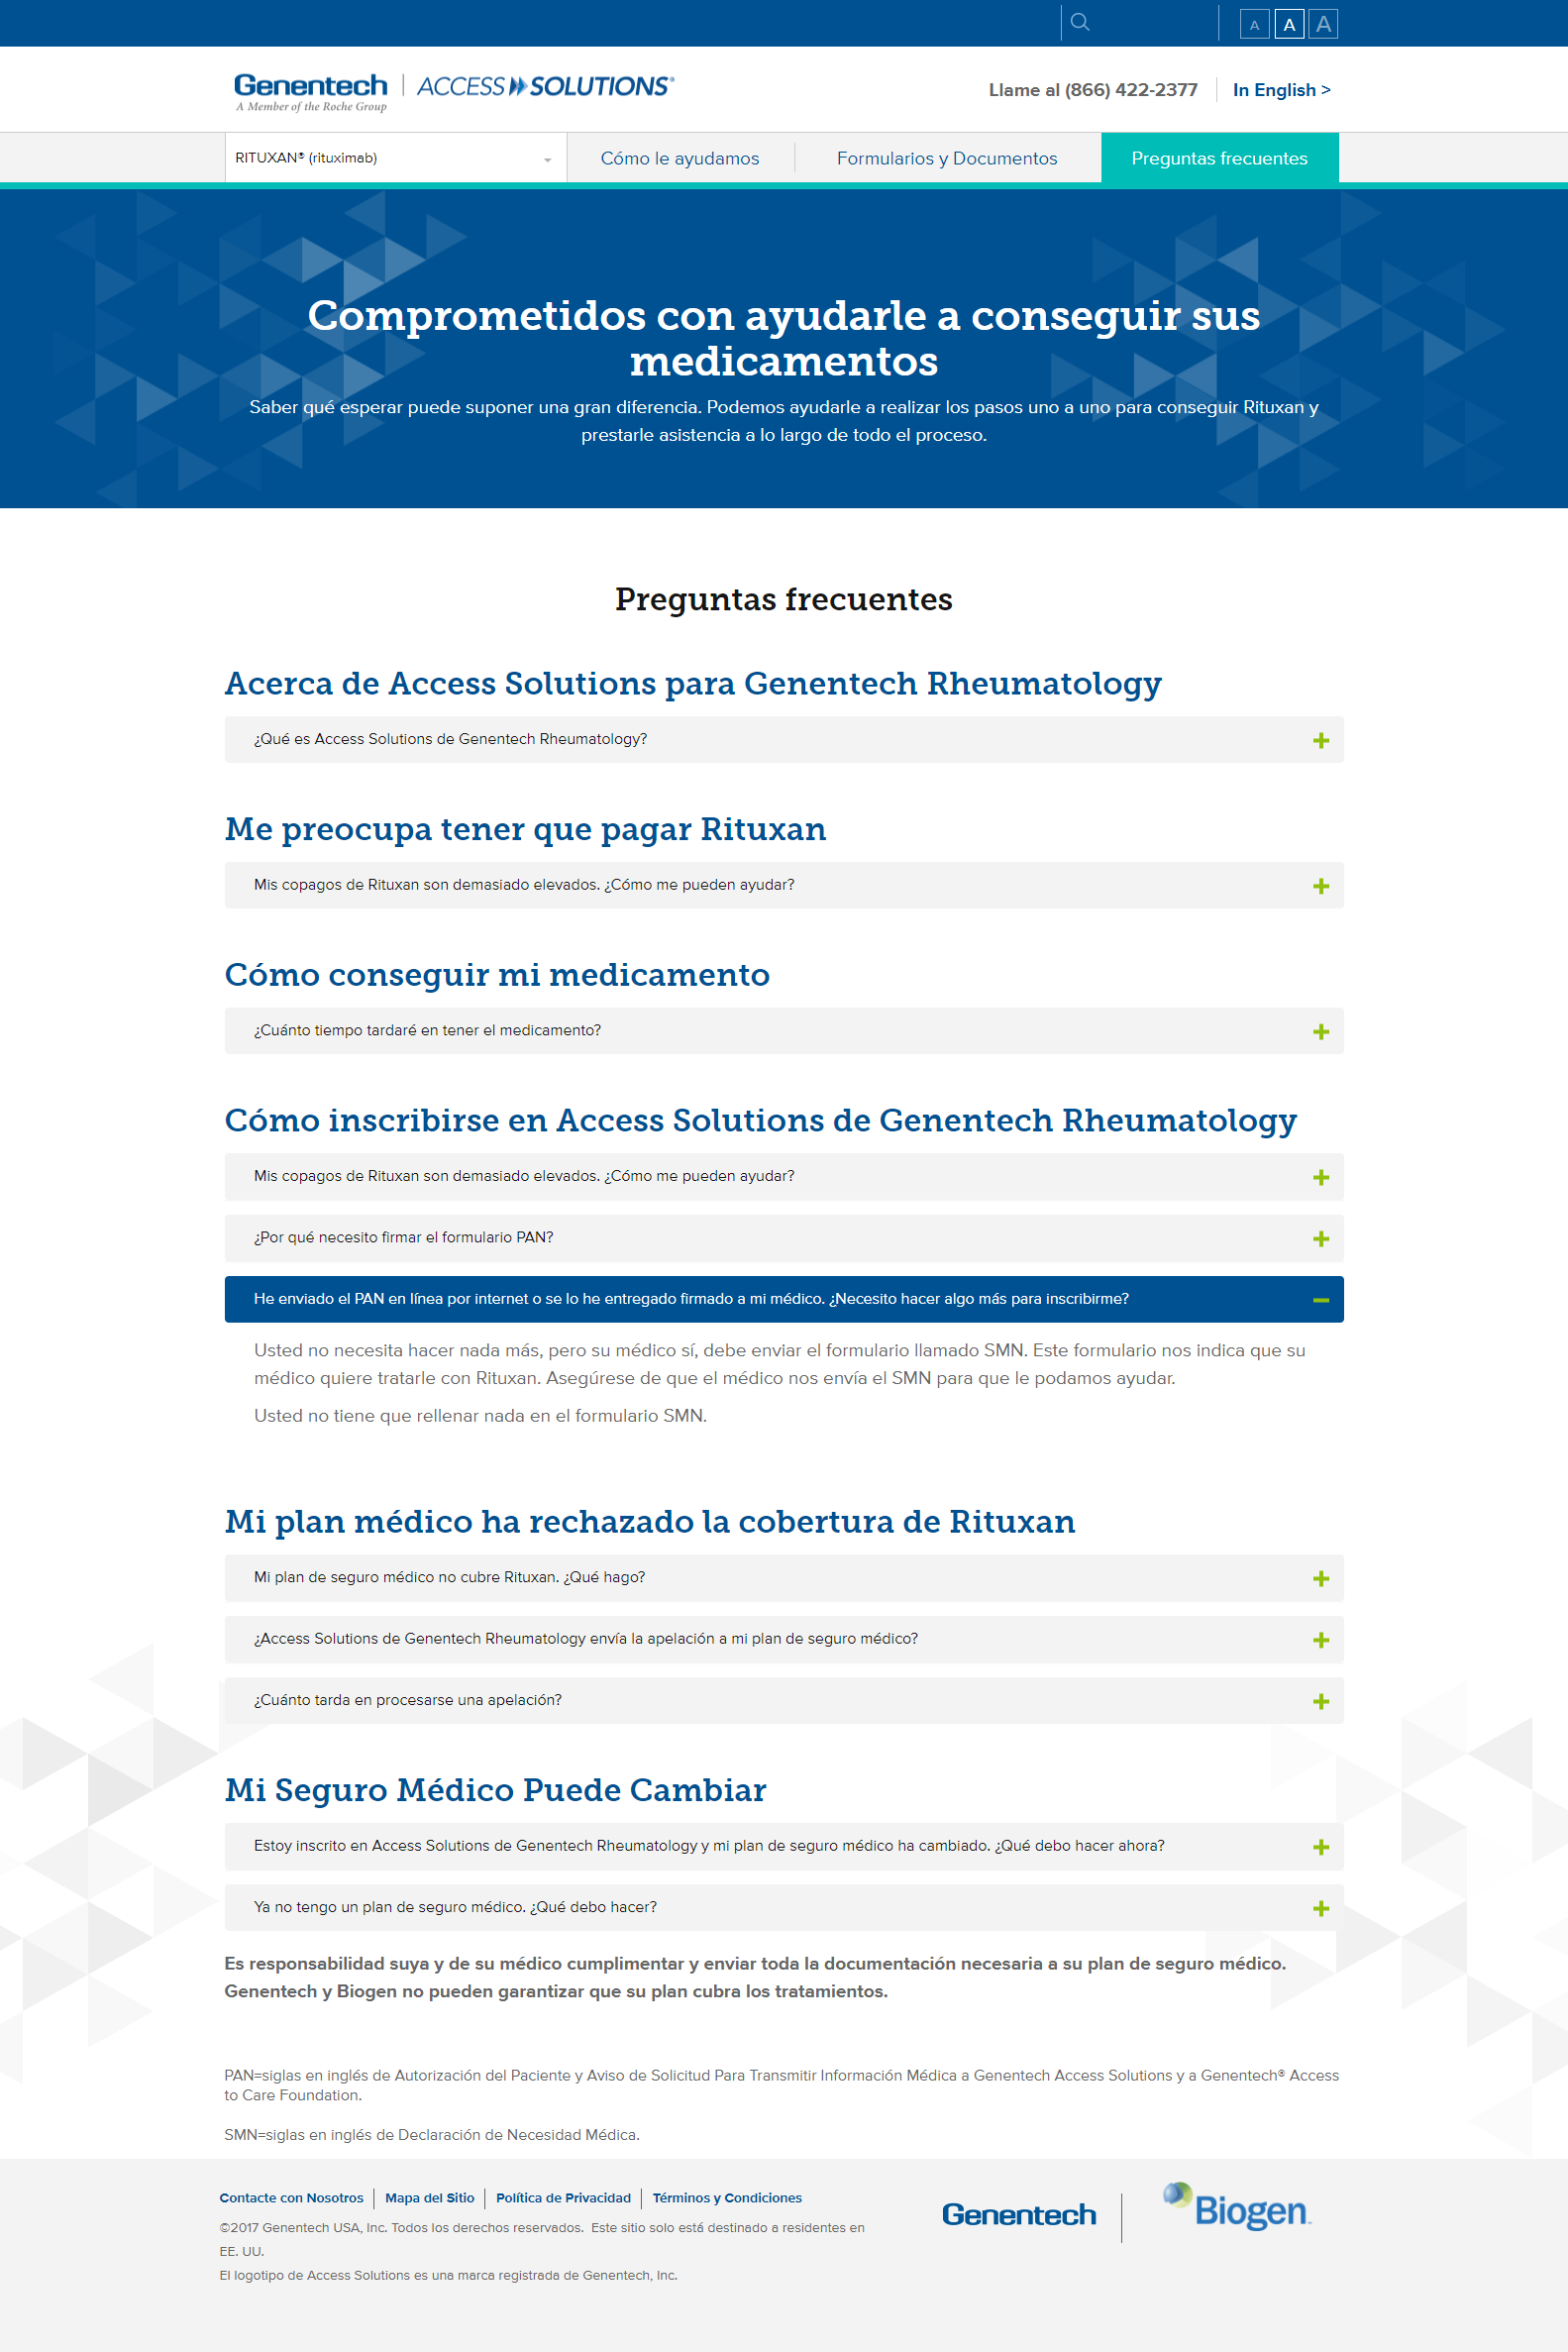 A A A
Genentech
A Member of the Roche Group
ACCESS SOLUTIONS®
Llame al (866) 422-2377
In English >
RITUXAN® (rituximab)
Cómo le ayudamos
Formularios y Documentos
Preguntas frecuentes
Comprometidos con ayudarle a conseguir sus
medicamentos
Saber qué esperar puede suponer una gran diferencia. Podemos ayudarle a realizar los pasos uno a uno para conseguir Rituxan y
prestarle asistencia a lo largo de todo el proceso.
Preguntas frecuentes
Acerca de Access Solutions para Genentech Rheumatology
¿Qué es Access Solutions de Genentech Rheumatology?
Me preocupa tener que pagar Rituxan
Mis copagos de Rituxan son demasiado elevados. ¿Cómo me pueden ayudar?
Cómo conseguir mi medicamento
¿Cuánto tiempo tardaré en tener el medicamento?
Cómo inscribirse en Access Solutions de Genentech Rheumatology
Mis copagos de Rituxan son demasiado elevados. ¿Cómo me pueden ayudar?
¿Por qué necesito firmar el formulario PAN?
He enviado el PAN en línea por internet o se lo he entregado firmado a mi médico. ¿Necesito hacer algo más para inscribirme?
Usted no necesita hacer nada más, pero su médico sí, debe enviar el formulario llamado SMN. Este formulario nos indica que su
médico quiere tratarle con Rituxan. Asegúrese de que el médico nos envía el SMN para que le podamos ayudar.
Usted no tiene que rellenar nada en el formulario SMN.
Mi plan médico ha rechazado la cobertura de Rituxan
Mi plan de seguro médico no cubre Rituxan. ¿Qué hago?
¿Access Solutions de Genentech Rheumatology envía la apelación a mi plan de seguro médico?
¿Cuánto tarda en procesarse una apelación?
Mi Seguro Médico Puede Cambiar
Estoy inscrito en Access Solutions de Genentech Rheumatology y mi plan de seguro médico ha cambiado. ¿Qué debo hacer ahora?
Ya no tengo un plan de seguro médico. ¿Qué debo hacer?
Es responsabilidad suya y de su médico cumplimentar y enviar toda la documentación necesaria a su plan de seguro médico.
Genentech y Biogen no pueden garantizar que su plan cubra los tratamientos.
PAN=siglas en inglés de Autorización del Paciente y Aviso de Solicitud Para Transmitir Información Médica a Genentech Access Solutions y a Genentech® Access
to Care Foundation.
SMN=siglas en inglés de Declaración de Necesidad Médica.
Contacte con Nosotros
Mapa del Sitio
Política de Privacidad
Términos y Condiciones
©2017 Genentech USA, Inc. Todos los derechos reservados. Este sitio solo está destinado a residentes en
EE. UU.
El logotipo de Access Solutions es una marca registrada de Genentech, Inc.
Genentech
Biogen